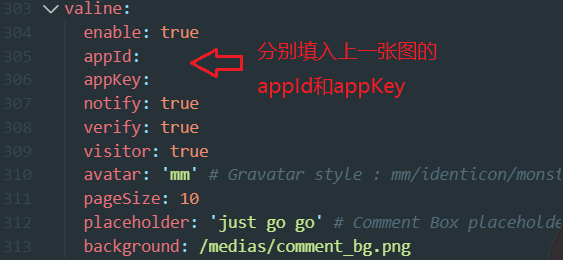 303 valine:
304 enable: true
305 appId:
分别填入上一张图的
306 appKey:
appId和appKey
307 notify: true
308 verify: true
309 visitor: true
310 avatar: 'mm' # Gravatar style : mm/identicon/monst
311 pageSize: 10
312 placeholder: 'just go go' # Comment Box placeholde
313 background: /medias/comment_bg.png